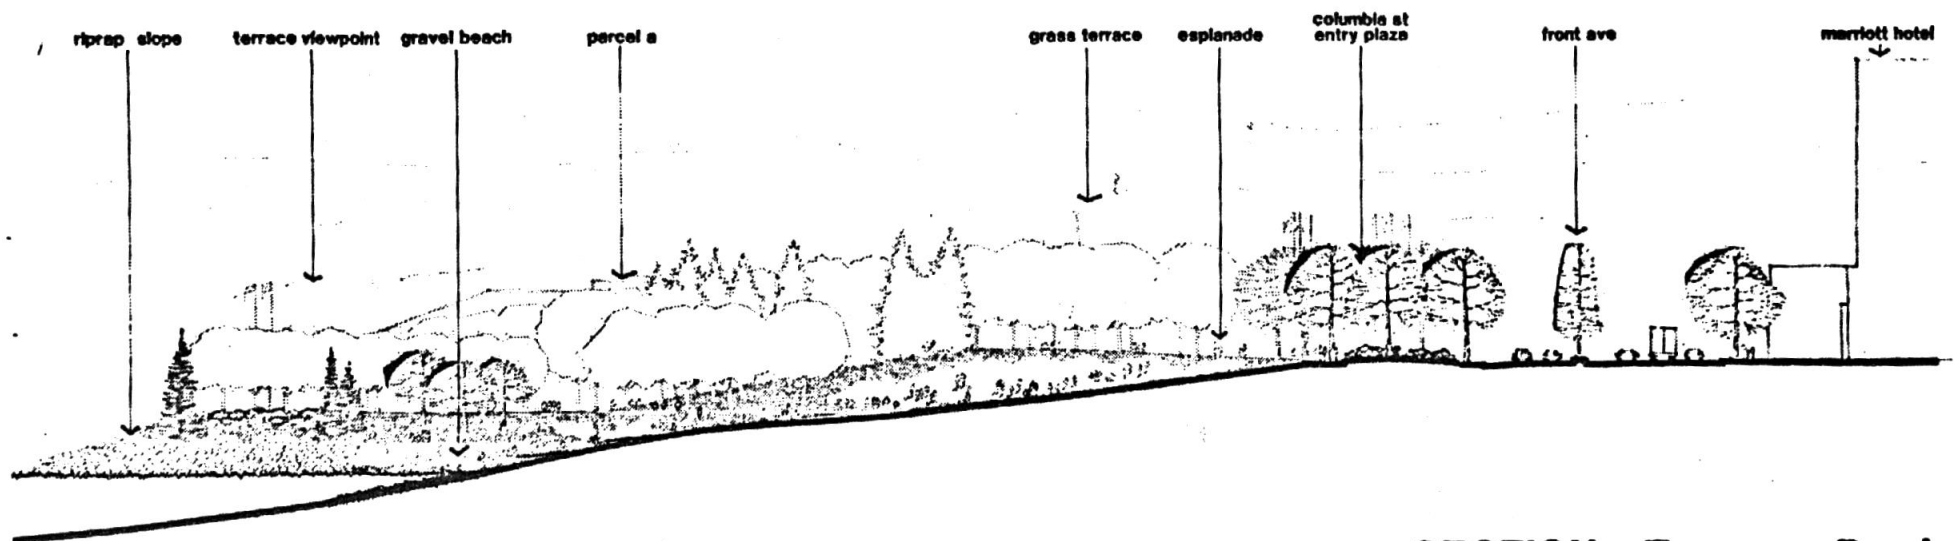 riprap slope
terrace viewpoint
gravel beach
parcel a
grass terrace
esplanade
columbia st
entry plaza
front ave
marriott hotel